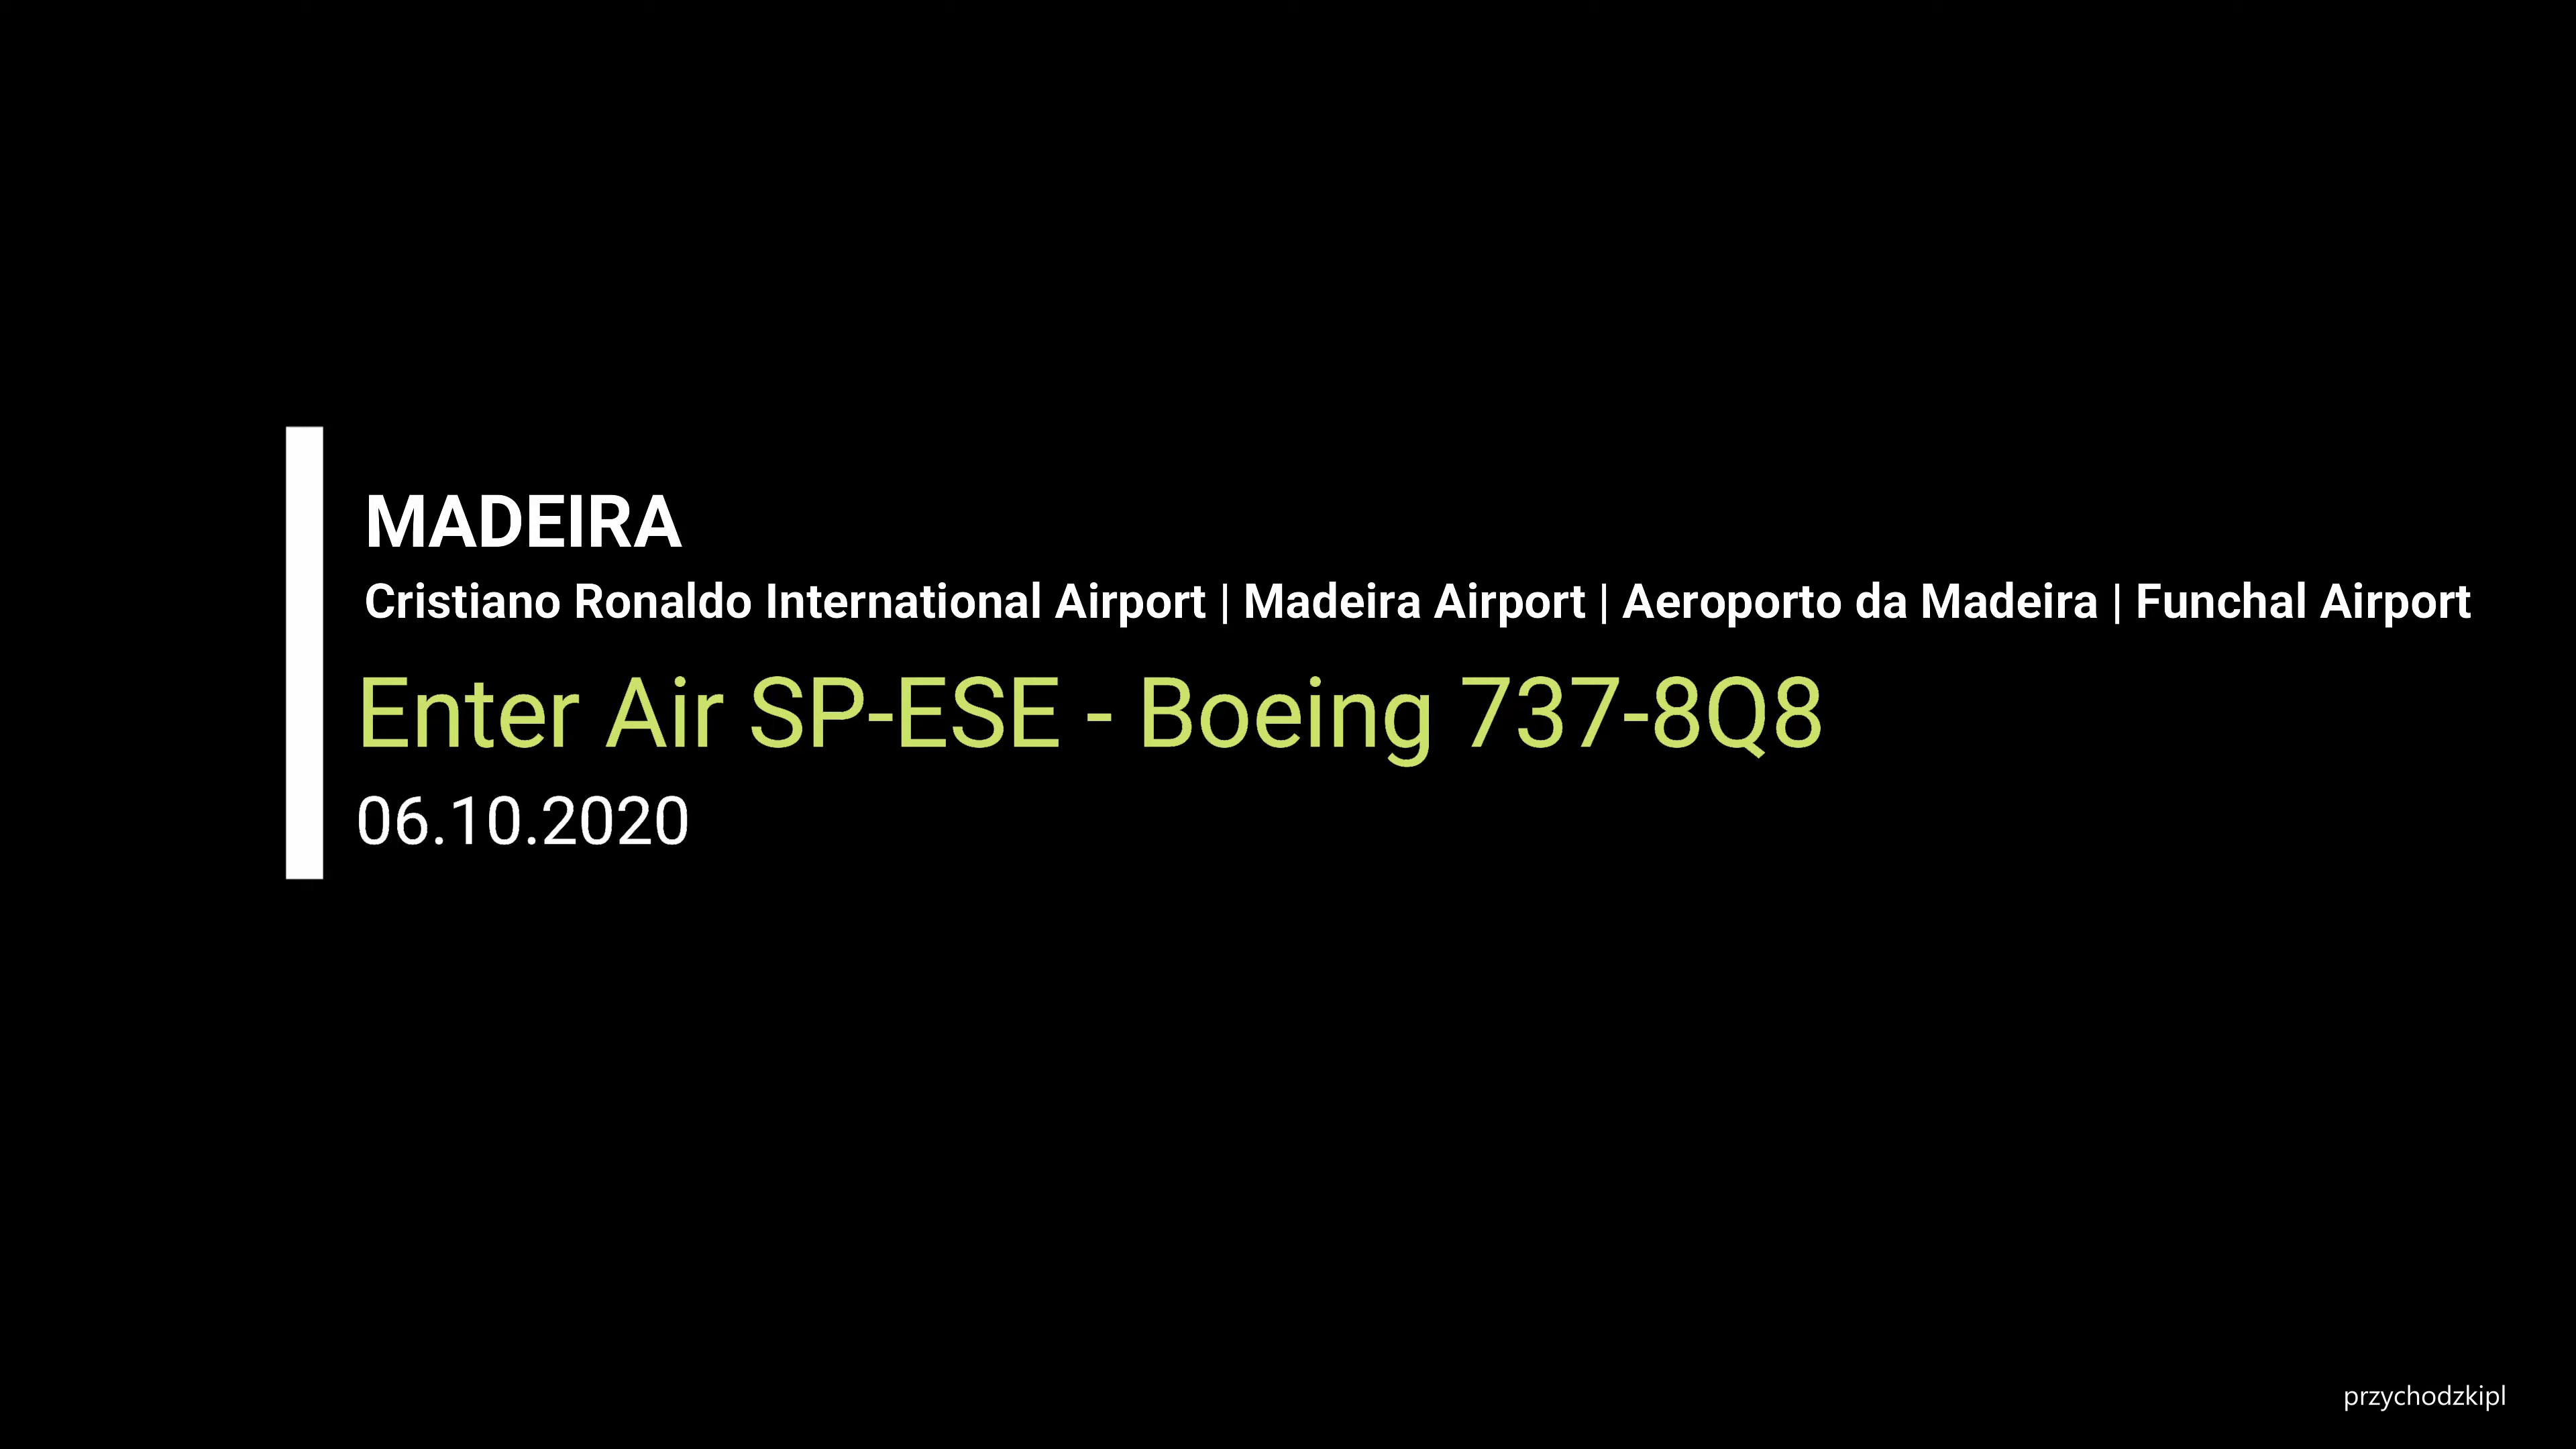 MADEIRA
Cristiano Ronaldo International Airport | Madeira Airport | Aeroporto da Madeira | Funchal Airport
Enter Air SP-ESE - Boeing 737-8Q8
06.10.2020
przychodzkipl